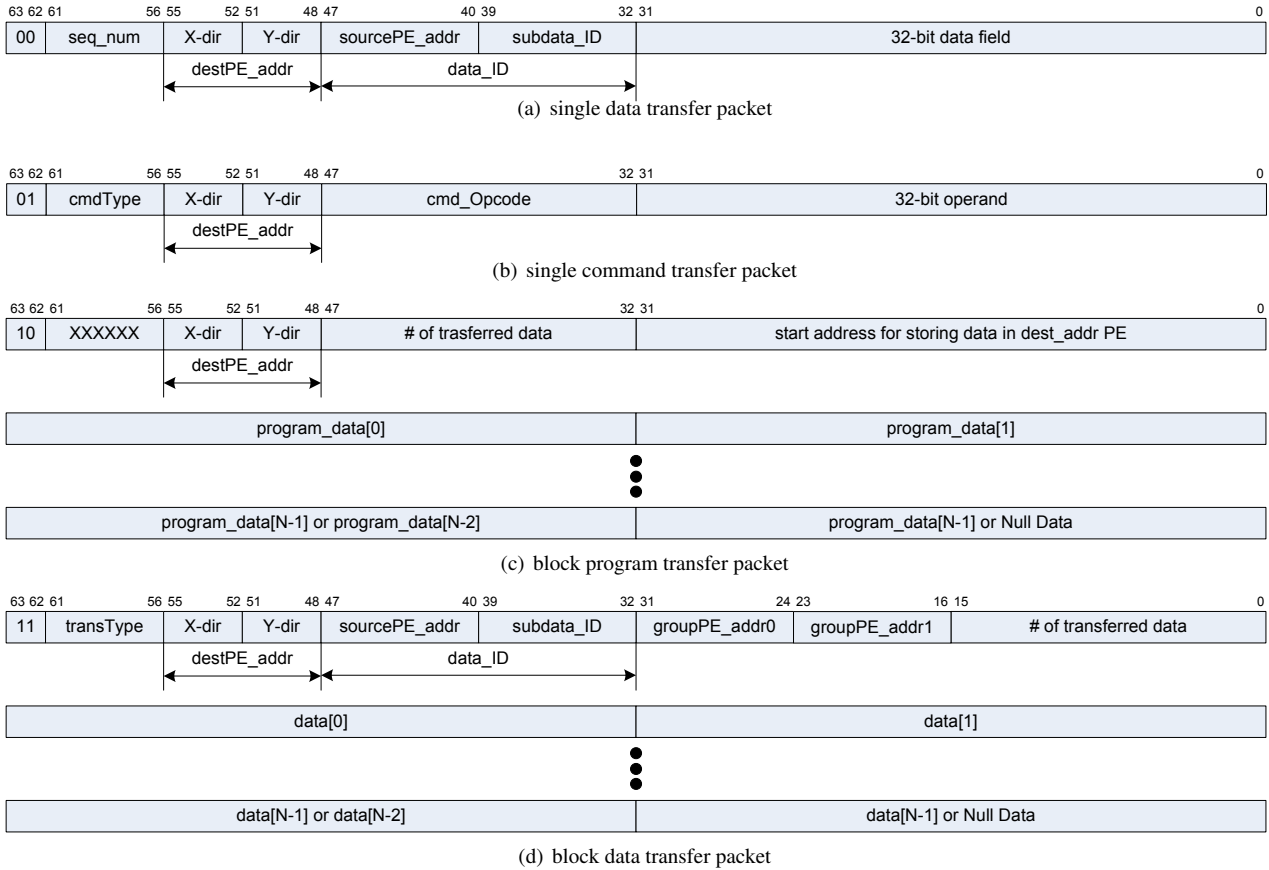 63 62 61 56 55 52 51 48 47 40 39 32 31 0
00 seq_num X-dir Y-dir sourcePE_addr subdata_ID 32-bit data field
destPE_addr data_ID
(a) single data transfer packet
63 62 61 56 55 52 51 48 47 32 31 0
01 cmdType X-dir Y-dir cmd_Opcode 32-bit operand
destPE_addr
(b) single command transfer packet
63 62 61 56 55 52 51 48 47 32 31 0
10 XXXXXX X-dir Y-dir # of trasferred data start address for storing data in dest_addr PE
destPE_addr
program_data[0] program_data[1]
program_data[N-1] or program_data[N-2] program_data[N-1] or Null Data
(c) block program transfer packet
63 62 61 56 55 52 51 48 47 40 39 32 31 24 23 16 15 0
11 transType X-dir Y-dir sourcePE_addr subdata_ID groupPE_addr0 groupPE_addr1 # of transferred data
destPE_addr data_ID
data[0] data[1]
data[N-1] or data[N-2] data[N-1] or Null Data
(d) block data transfer packet